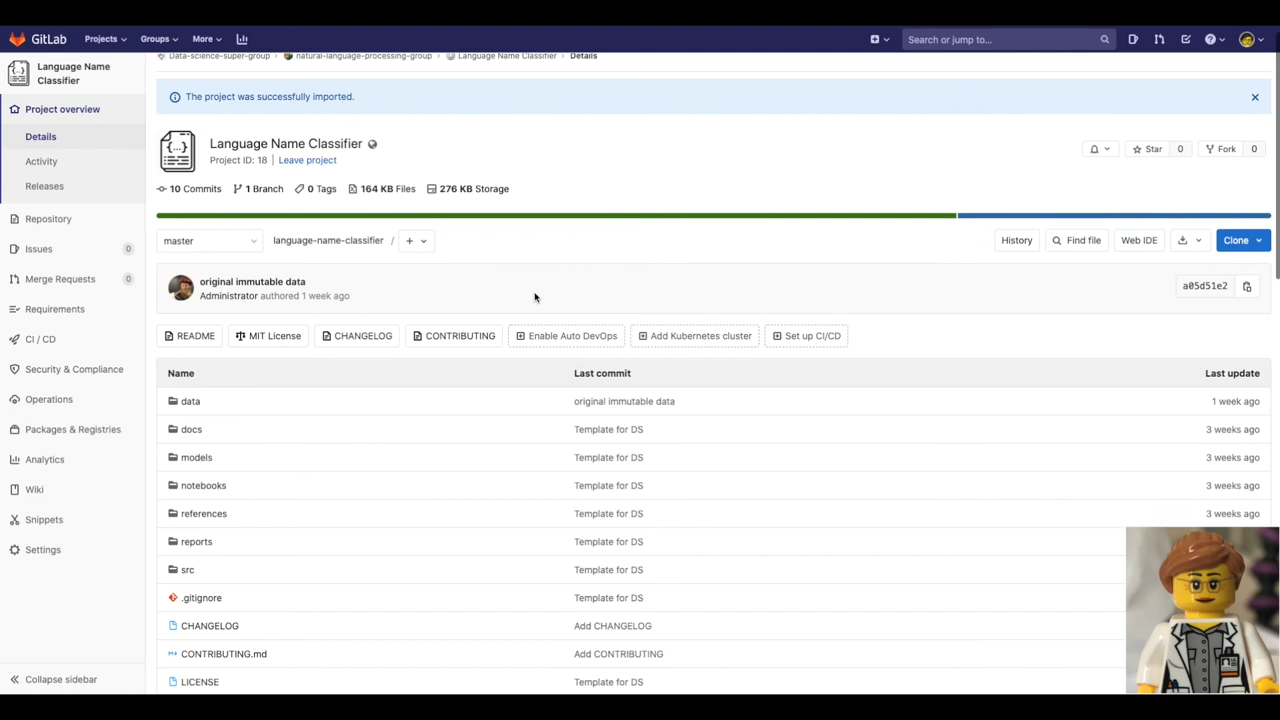 GitLab Projects Groups More Search or jump to...
Data-science-super-group > natural-language-processing-group > Language Name Classifier > Details
Language Name
Classifier
Project overview
Details
Activity
Releases
Repository
Issues 0
Merge Requests 0
Requirements
CI / CD
Security & Compliance
Operations
Packages & Registries
Analytics
Wiki
Snippets
Settings
Collapse sidebar
The project was successfully imported.
Language Name Classifier
Project ID: 18 Leave project
Star 0 Fork 0
10 Commits 1 Branch 0 Tags 164 KB Files 276 KB Storage
master language-name-classifier / + History Find file Web IDE Clone
original immutable data
Administrator authored 1 week ago
a05d51e2
README MIT License CHANGELOG CONTRIBUTING Enable Auto DevOps Add Kubernetes cluster Set up CI/CD
Name Last commit Last update
data original immutable data 1 week ago
docs Template for DS 3 weeks ago
models Template for DS 3 weeks ago
notebooks Template for DS 3 weeks ago
references Template for DS 3 weeks ago
reports Template for DS
src Template for DS
.gitignore Template for DS
CHANGELOG Add CHANGELOG
CONTRIBUTING.md Add CONTRIBUTING
LICENSE Template for DS